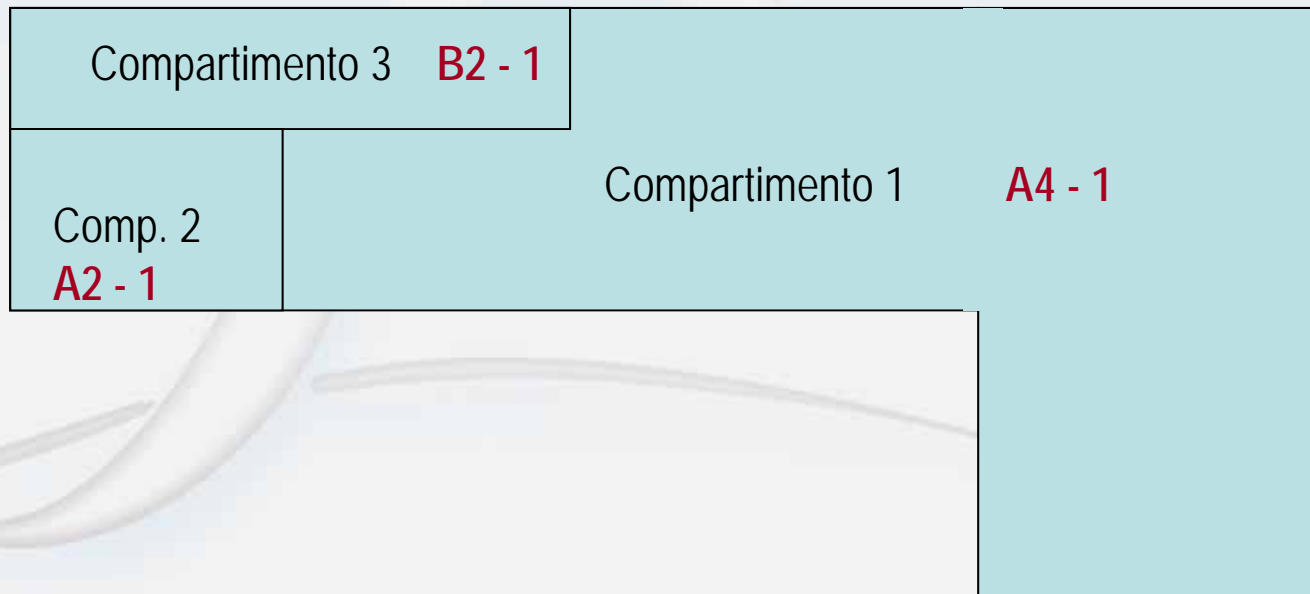 Compartimento 3 B2 - 1
Compartimento 1 A4 - 1
Comp. 2
A2 - 1